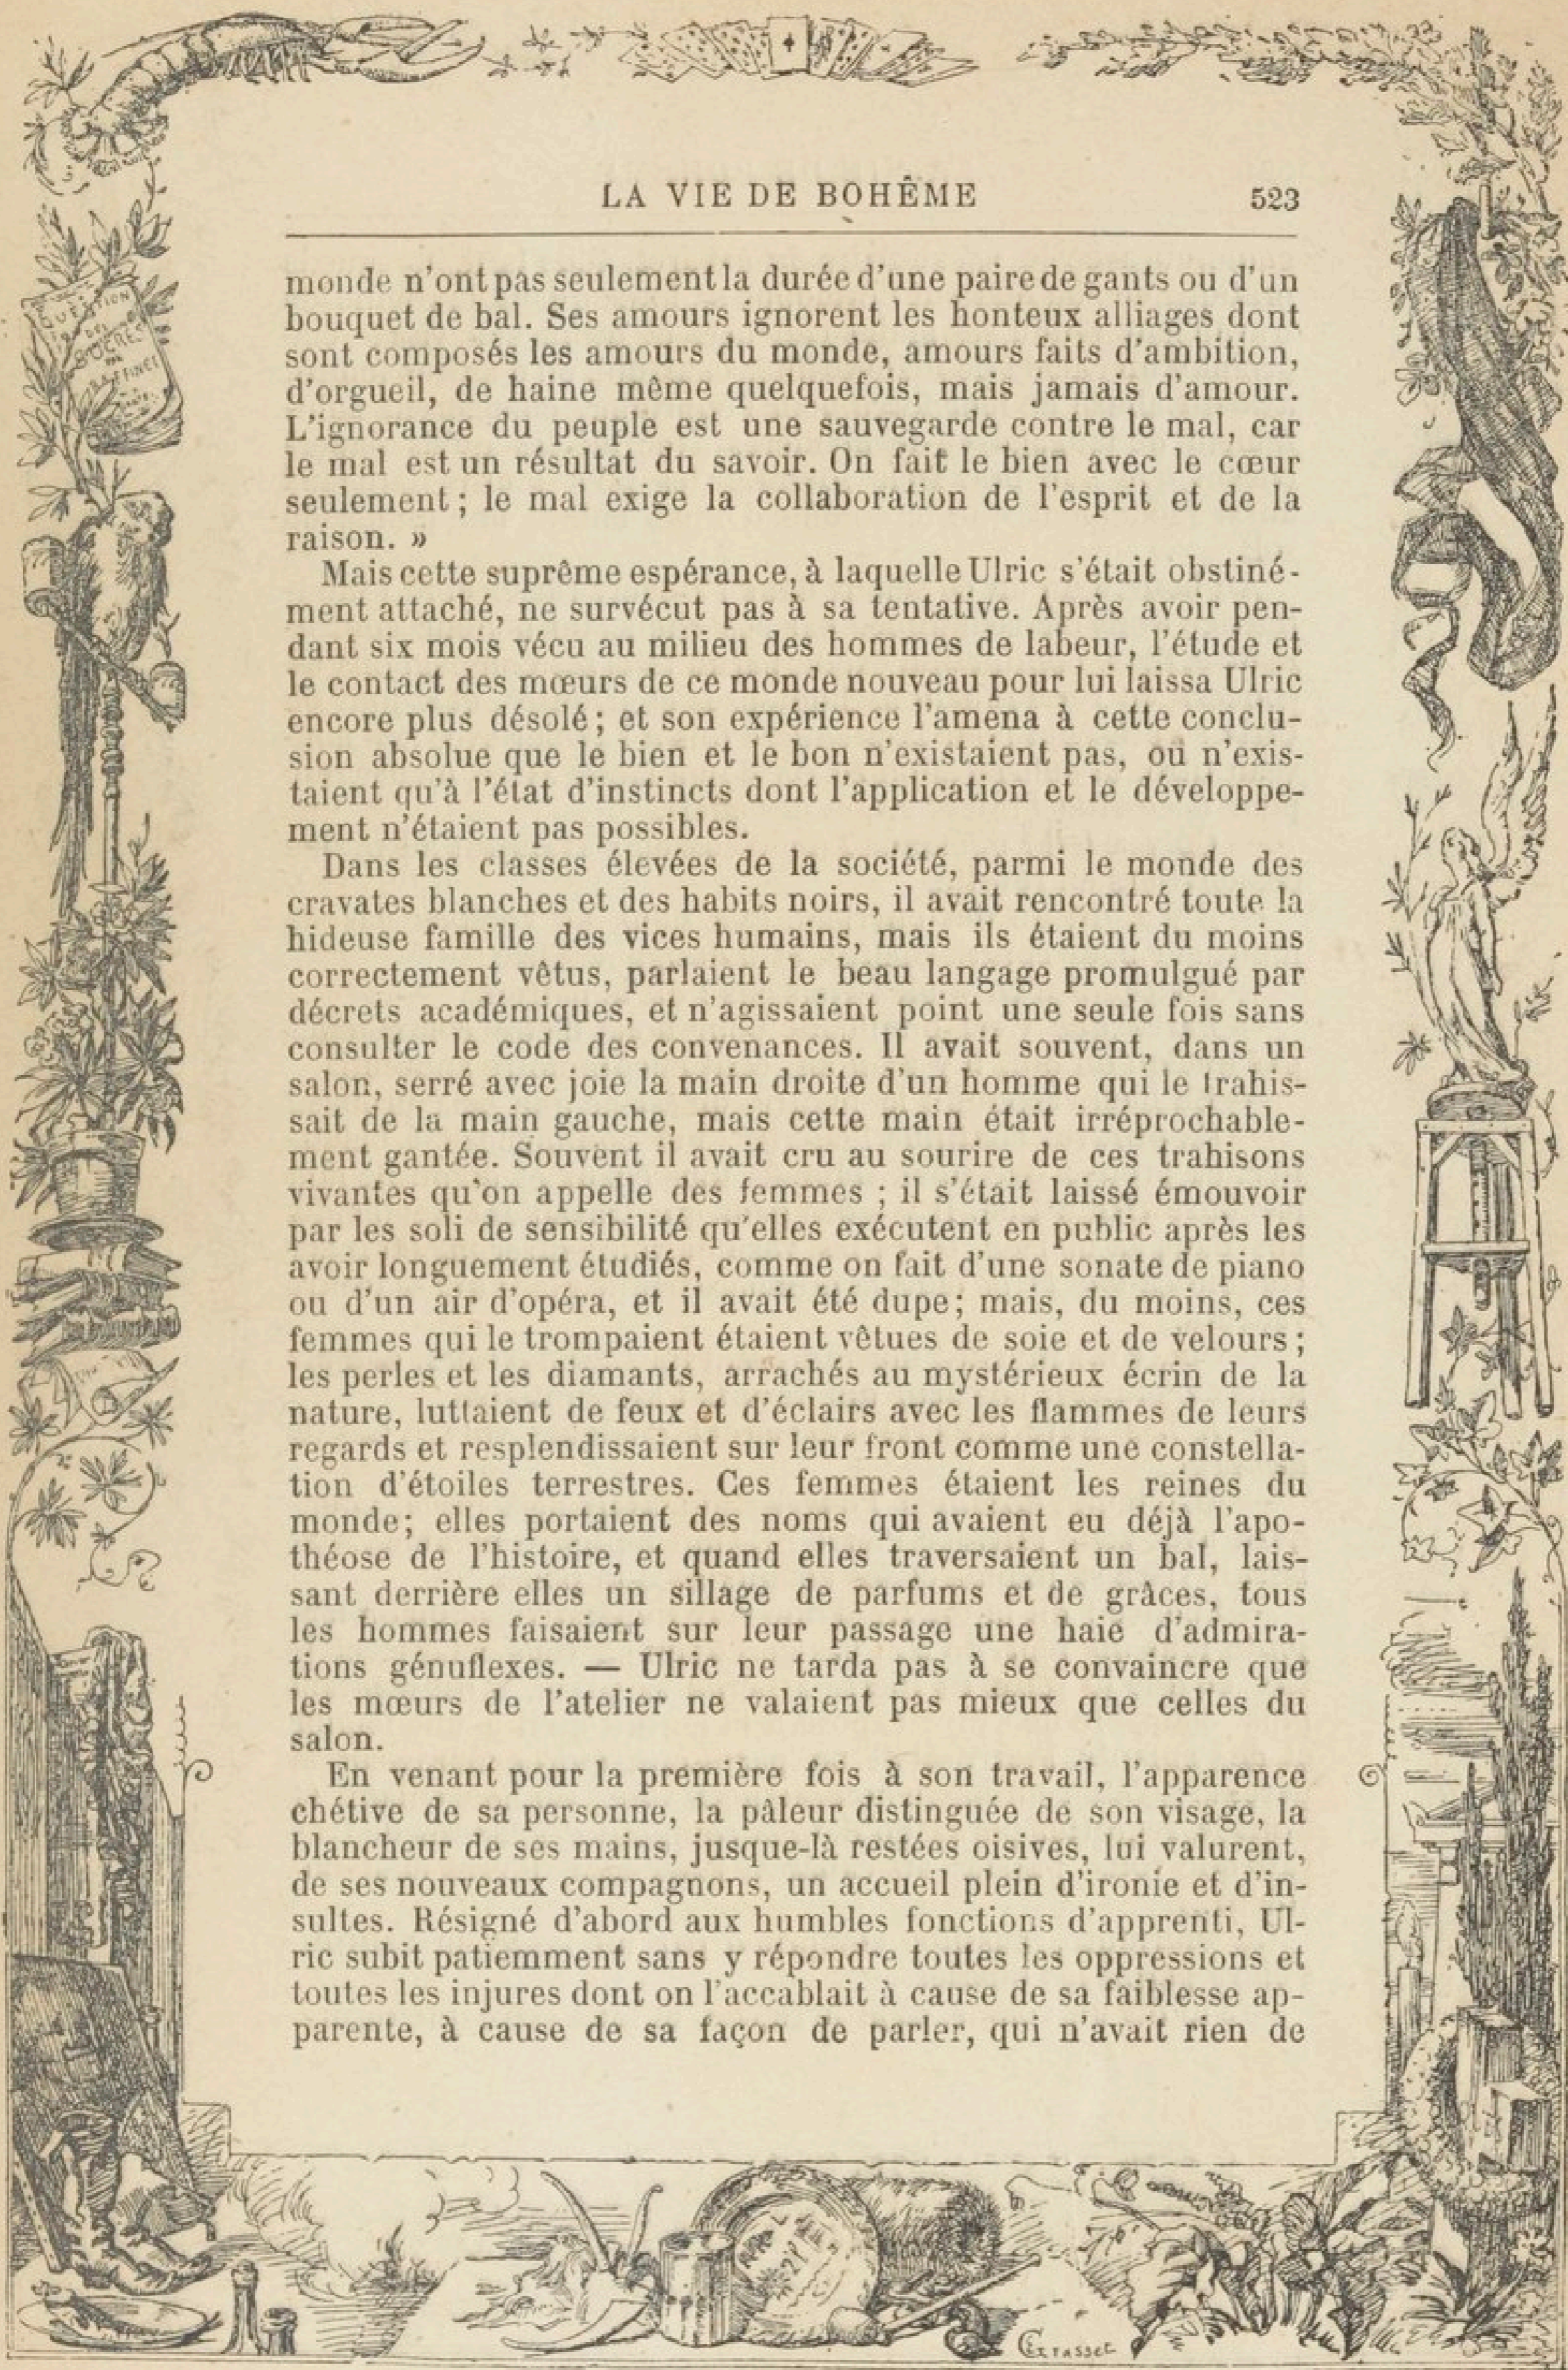 LA VIE DE BOHÊME 523
monde n'ont pas seulement la durée d'une paire de gants ou d'un
bouquet de bal. Ses amours ignorent les honteux alliages dont
sont composés les amours du monde, amours faits d'ambition,
d'orgueil, de haine même quelquefois, mais jamais d'amour.
L'ignorance du peuple est une sauvegarde contre le mal, car
le mal est un résultat du savoir. On fait le bien avec le cœur
seulement ; le mal exige la collaboration de l'esprit et de la
raison. »
Mais cette suprême espérance, à laquelle Ulric s'était obstiné-
ment attaché, ne survécut pas à sa tentative. Après avoir pen-
dant six mois vécu au milieu des hommes de labeur, l'étude et
le contact des mœurs de ce monde nouveau pour lui laissa Ulric
encore plus désolé ; et son expérience l'amena à cette conclu-
sion absolue que le bien et le bon n'existaient pas, ou n'exis-
taient qu'à l'état d'instincts dont l'application et le développe-
ment n'étaient pas possibles.
Dans les classes élevées de la société, parmi le monde des
cravates blanches et des habits noirs, il avait rencontré toute la
hideuse famille des vices humains, mais ils étaient du moins
correctement vêtus, parlaient le beau langage promulgué par
décrets académiques, et n'agissaient point une seule fois sans
consulter le code des convenances. Il avait souvent, dans un
salon, serré avec joie la main droite d'un homme qui le trahis-
sait de la main gauche, mais cette main était irréprochable-
ment gantée. Souvent il avait cru au sourire de ces trahisons
vivantes qu'on appelle des femmes ; il s'était laissé émouvoir
par les soli de sensibilité qu'elles exécutent en public après les
avoir longuement étudiés, comme on fait d'une sonate de piano
ou d'un air d'opéra, et il avait été dupe ; mais, du moins, ces
femmes qui le trompaient étaient vêtues de soie et de velours ;
les perles et les diamants, arrachés au mystérieux écrin de la
nature, luttaient de feux et d'éclairs avec les flammes de leurs
regards et resplendissaient sur leur front comme une constella-
tion d'étoiles terrestres. Ces femmes étaient les reines du
monde ; elles portaient des noms qui avaient eu déjà l'apo-
théose de l'histoire, et quand elles traversaient un bal, lais-
sant derrière elles un sillage de parfums et de grâces, tous
les hommes faisaient sur leur passage une haie d'admira-
tions génuflexes. — Ulric ne tarda pas à se convaincre que
les mœurs de l'atelier ne valaient pas mieux que celles du
salon.
En venant pour la première fois à son travail, l'apparence
chétive de sa personne, la pâleur distinguée de son visage, la
blancheur de ses mains, jusque-là restées oisives, lui valurent,
de ses nouveaux compagnons, un accueil plein d'ironie et d'in-
sultes. Résigné d'abord aux humbles fonctions d'apprenti, Ul-
ric subit patiemment sans y répondre toutes les oppressions et
toutes les injures dont on l'accablait à cause de sa faiblesse ap-
parente, à cause de sa façon de parler, qui n'avait rien de
QUESTION
DES
SUCRES
RAFFINET
AVRIL
EGrasset